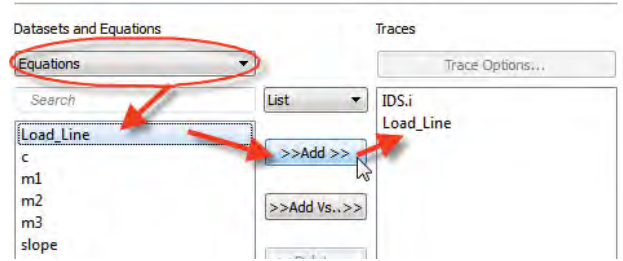 Datasets and Equations
Traces
Equations
Trace Options...
Search
List
IDS.i
Load_Line
Load_Line
>>Add >>
c
m1
m2
>>Add Vs..>>
m3
slope